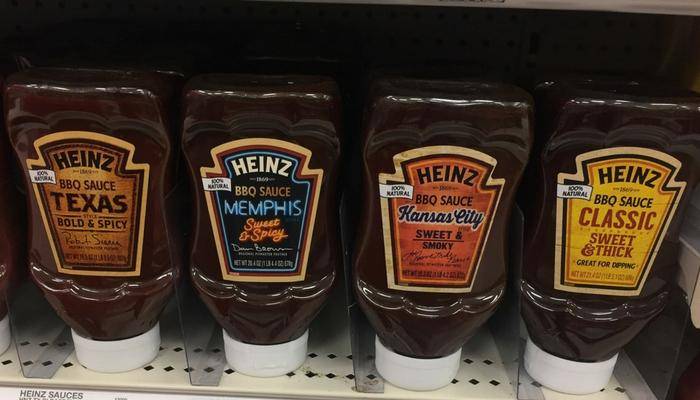 HEINZ
1869
100%
NATURAL
BBQ SAUCE
TEXAS
STYLE
BOLD & SPICY
HEINZ
1869
100%
NATURAL
BBQ SAUCE
MEMPHIS
Sweet
& Spicy
HEINZ
1869
100%
NATURAL
BBQ SAUCE
Kansas City
SWEET &
SMOKY
HEINZ
1869
100%
NATURAL
BBQ SAUCE
CLASSIC
SWEET
& THICK
GREAT FOR DIPPING
HEINZ SAUCES